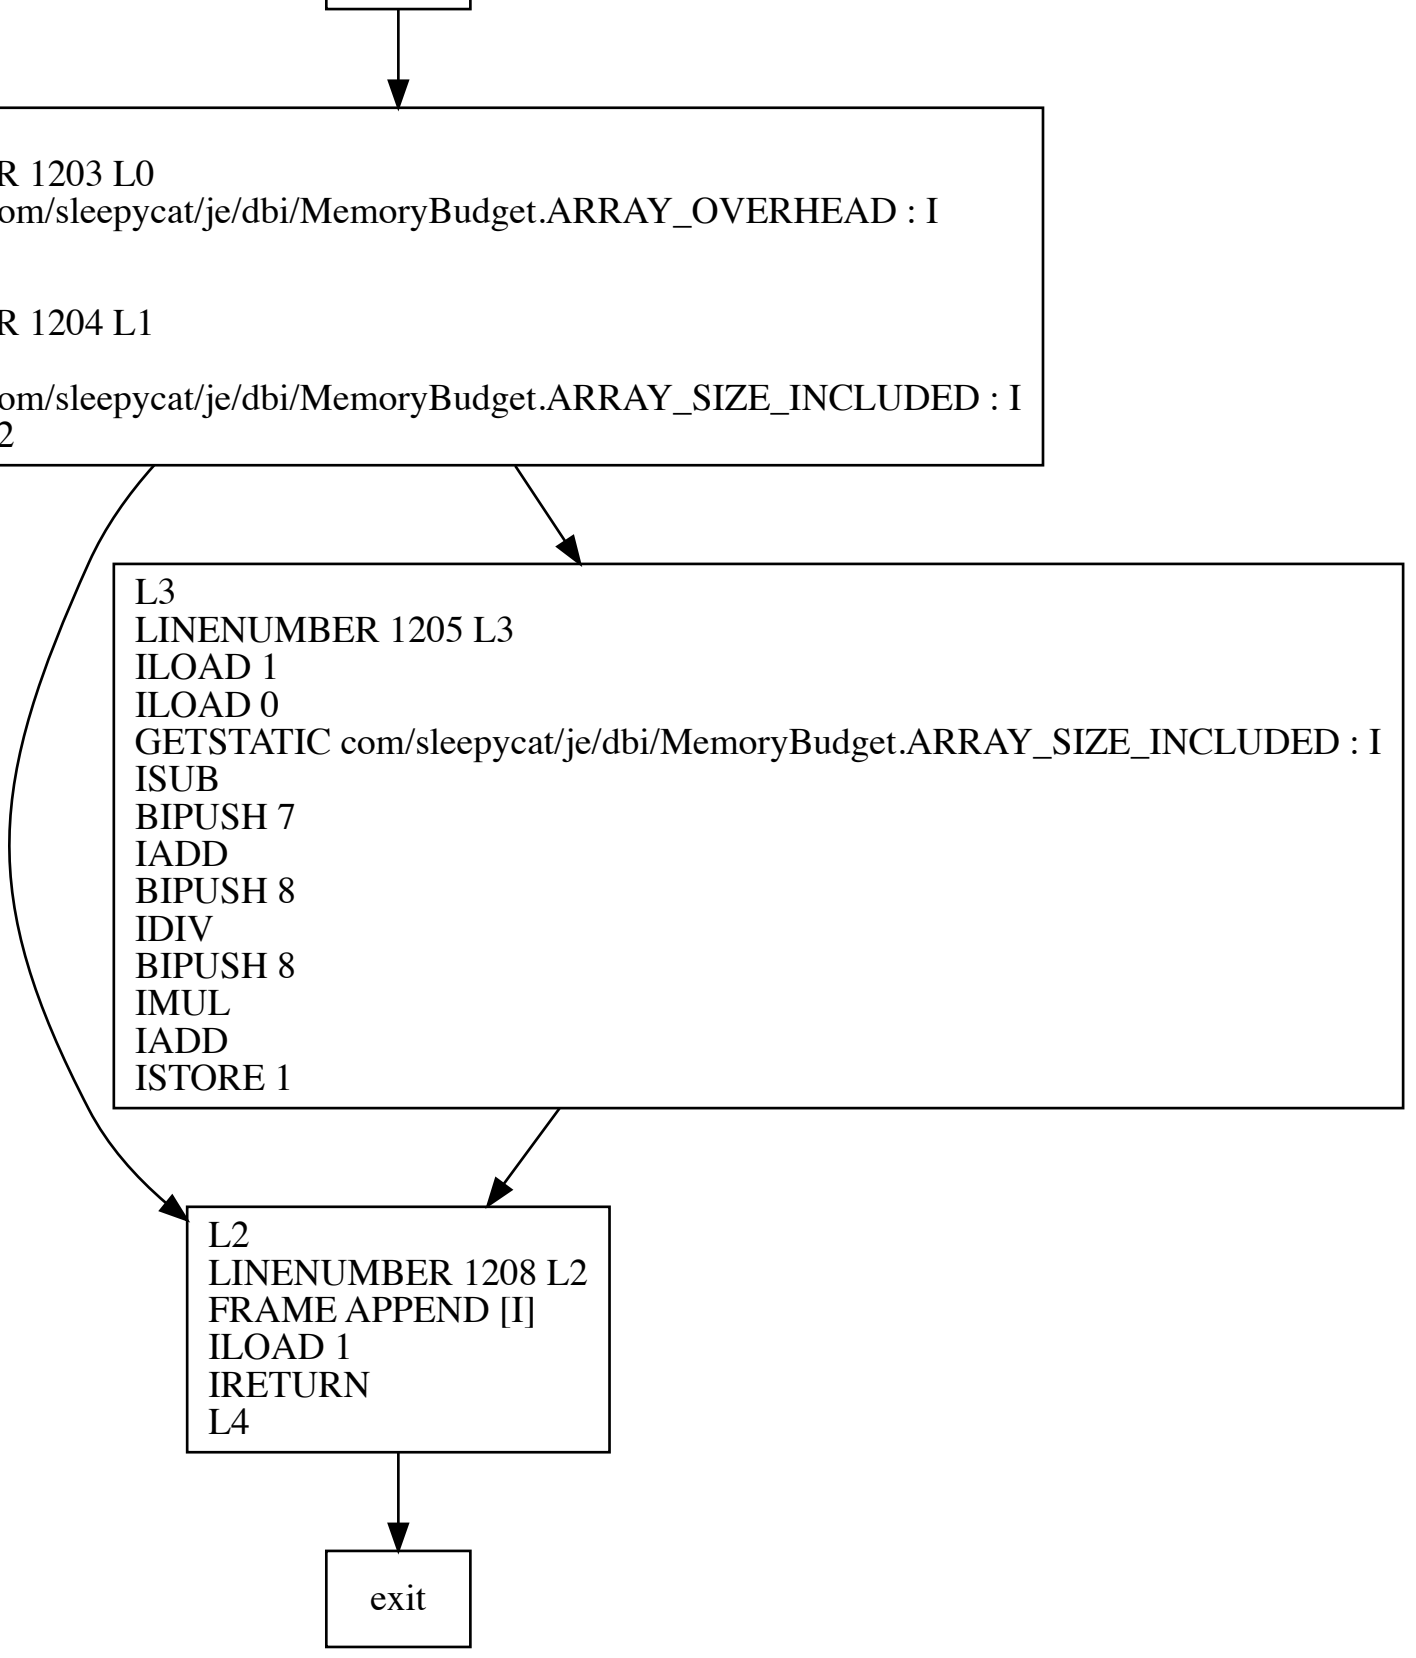 R 1203 L0
om/sleepycat/je/dbi/MemoryBudget.ARRAY_OVERHEAD : I
R 1204 L1
om/sleepycat/je/dbi/MemoryBudget.ARRAY_SIZE_INCLUDED : I
2
L3
LINENUMBER 1205 L3
ILOAD 1
ILOAD 0
GETSTATIC com/sleepycat/je/dbi/MemoryBudget.ARRAY_SIZE_INCLUDED : I
ISUB
BIPUSH 7
IADD
BIPUSH 8
IDIV
BIPUSH 8
IMUL
IADD
ISTORE 1
L2
LINENUMBER 1208 L2
FRAME APPEND [I]
ILOAD 1
IRETURN
L4
exit